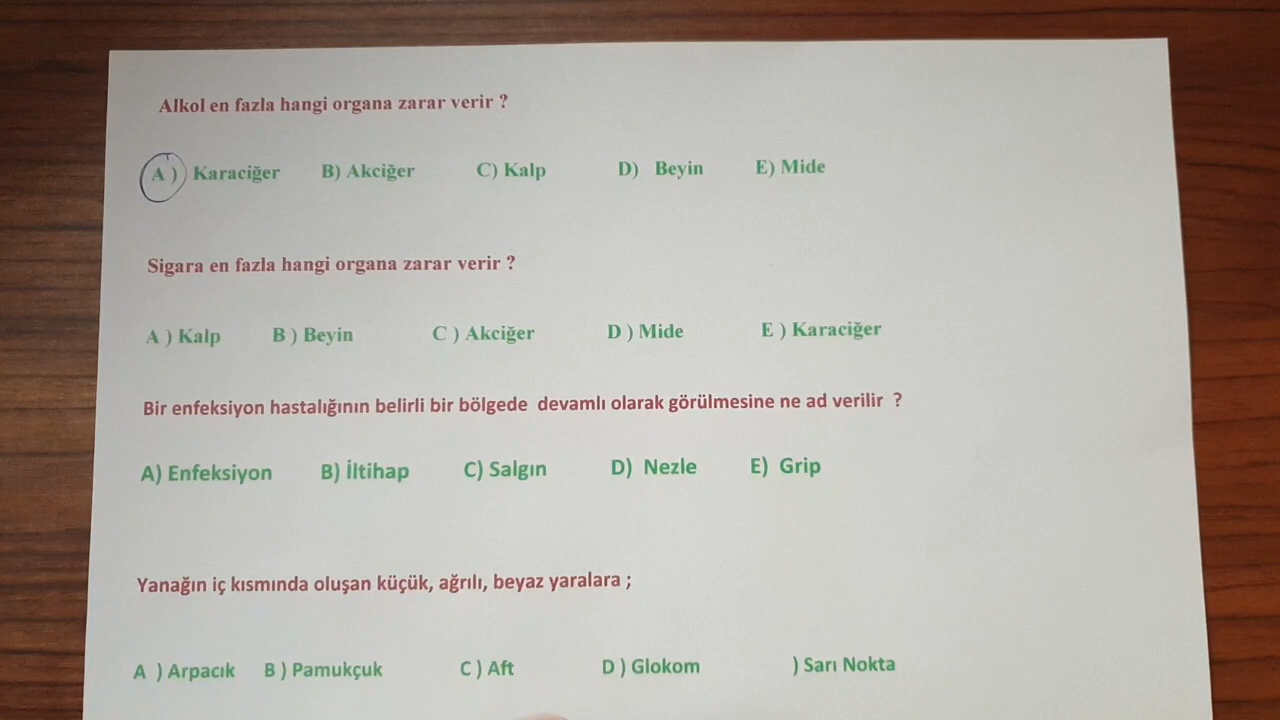 Alkol en fazla hangi organa zarar verir ?
A ) Karaciğer B) Akciğer C) Kalp D) Beyin E) Mide
Sigara en fazla hangi organa zarar verir ?
A ) Kalp B ) Beyin C ) Akciğer D ) Mide E ) Karaciğer
Bir enfeksiyon hastalığının belirli bir bölgede devamlı olarak görülmesine ne ad verilir ?
A) Enfeksiyon B) İltihap C) Salgın D) Nezle E) Grip
Yanağın iç kısmında oluşan küçük, ağrılı, beyaz yaralara ;
A ) Arpacık B ) Pamukçuk C ) Aft D ) Glokom ) Sarı Nokta